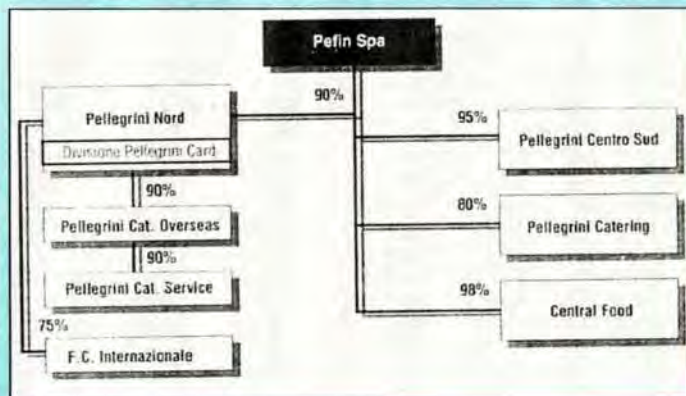 Pefin Spa
90%
Pellegrini Nord
Divisione Pellegrini Card
90%
Pellegrini Cat. Overseas
90%
Pellegrini Cat. Service
75%
F.C. Internazionale
95%
Pellegrini Centro Sud
80%
Pellegrini Catering
98%
Central Food